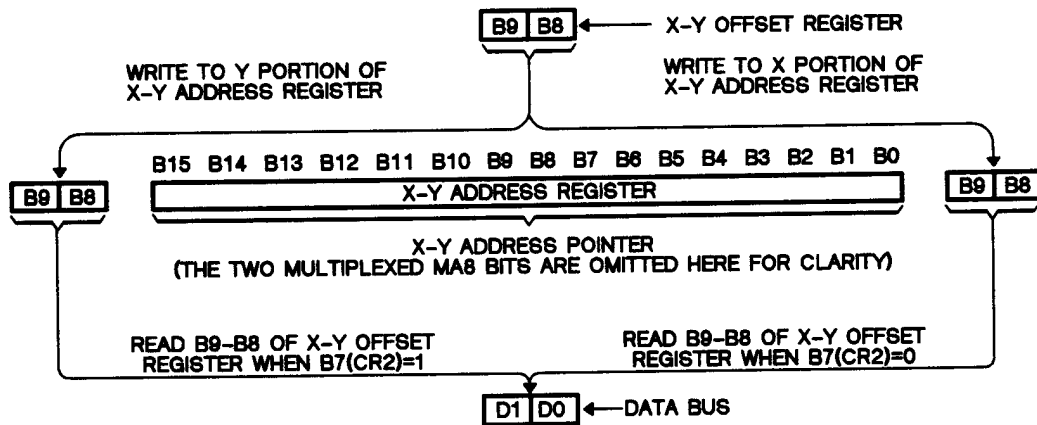 B9 B8 X-Y OFFSET REGISTER
WRITE TO Y PORTION OF
X-Y ADDRESS REGISTER
WRITE TO X PORTION OF
X-Y ADDRESS REGISTER
B15 B14 B13 B12 B11 B10 B9 B8 B7 B6 B5 B4 B3 B2 B1 B0
B9 B8 X-Y ADDRESS REGISTER B9 B8
X-Y ADDRESS POINTER
(THE TWO MULTIPLEXED MA8 BITS ARE OMITTED HERE FOR CLARITY)
READ B9-B8 OF X-Y OFFSET
REGISTER WHEN B7(CR2)=1
READ B9-B8 OF X-Y OFFSET
REGISTER WHEN B7(CR2)=0
D1 D0 DATA BUS